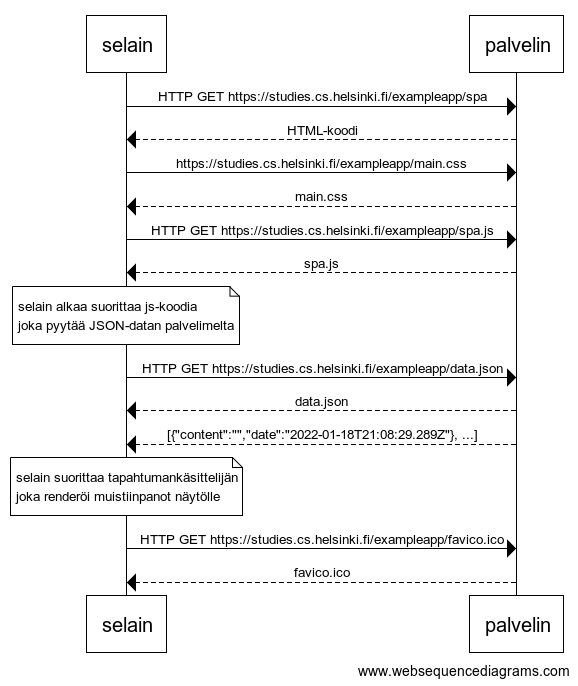 selain
palvelin
HTTP GET https://studies.cs.helsinki.fi/exampleapp/spa
HTML-koodi
https://studies.cs.helsinki.fi/exampleapp/main.css
main.css
HTTP GET https://studies.cs.helsinki.fi/exampleapp/spa.js
spa.js
selain alkaa suorittaa js-koodia
joka pyytää JSON-datan palvelimelta
HTTP GET https://studies.cs.helsinki.fi/exampleapp/data.json
data.json
[{"content":"","date":"2022-01-18T21:08:29.289Z"}, ...]
selain suorittaa tapahtumankäsittelijän
joka renderöi muistiinpanot näytölle
HTTP GET https://studies.cs.helsinki.fi/exampleapp/favico.ico
favico.ico
selain
palvelin
www.websequencediagrams.com